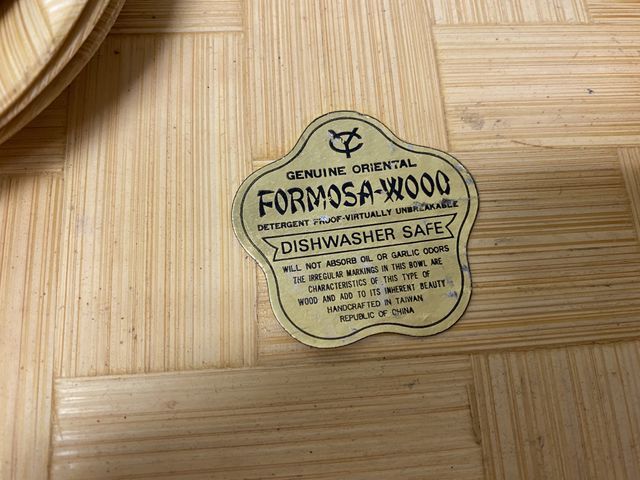 CY
GENUINE ORIENTAL
FORMOSA-WOOD
DETERGENT PROOF-VIRTUALLY UNBREAKABLE
DISHWASHER SAFE
WILL NOT ABSORB OIL OR GARLIC ODORS
THE IRREGULAR MARKINGS IN THIS BOWL ARE
CHARACTERISTICS OF THIS TYPE OF
WOOD AND ADD TO ITS INHERENT BEAUTY
HANDCRAFTED IN TAIWAN
REPUBLIC OF CHINA